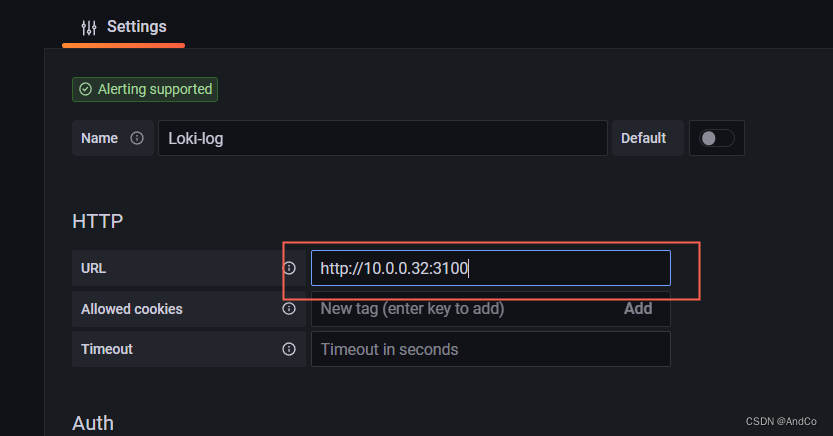 Settings
Alerting supported
Name Loki-log Default
HTTP
URL http://10.0.0.32:3100
Allowed cookies New tag (enter key to add) Add
Timeout Timeout in seconds
Auth
CSDN @AndCo